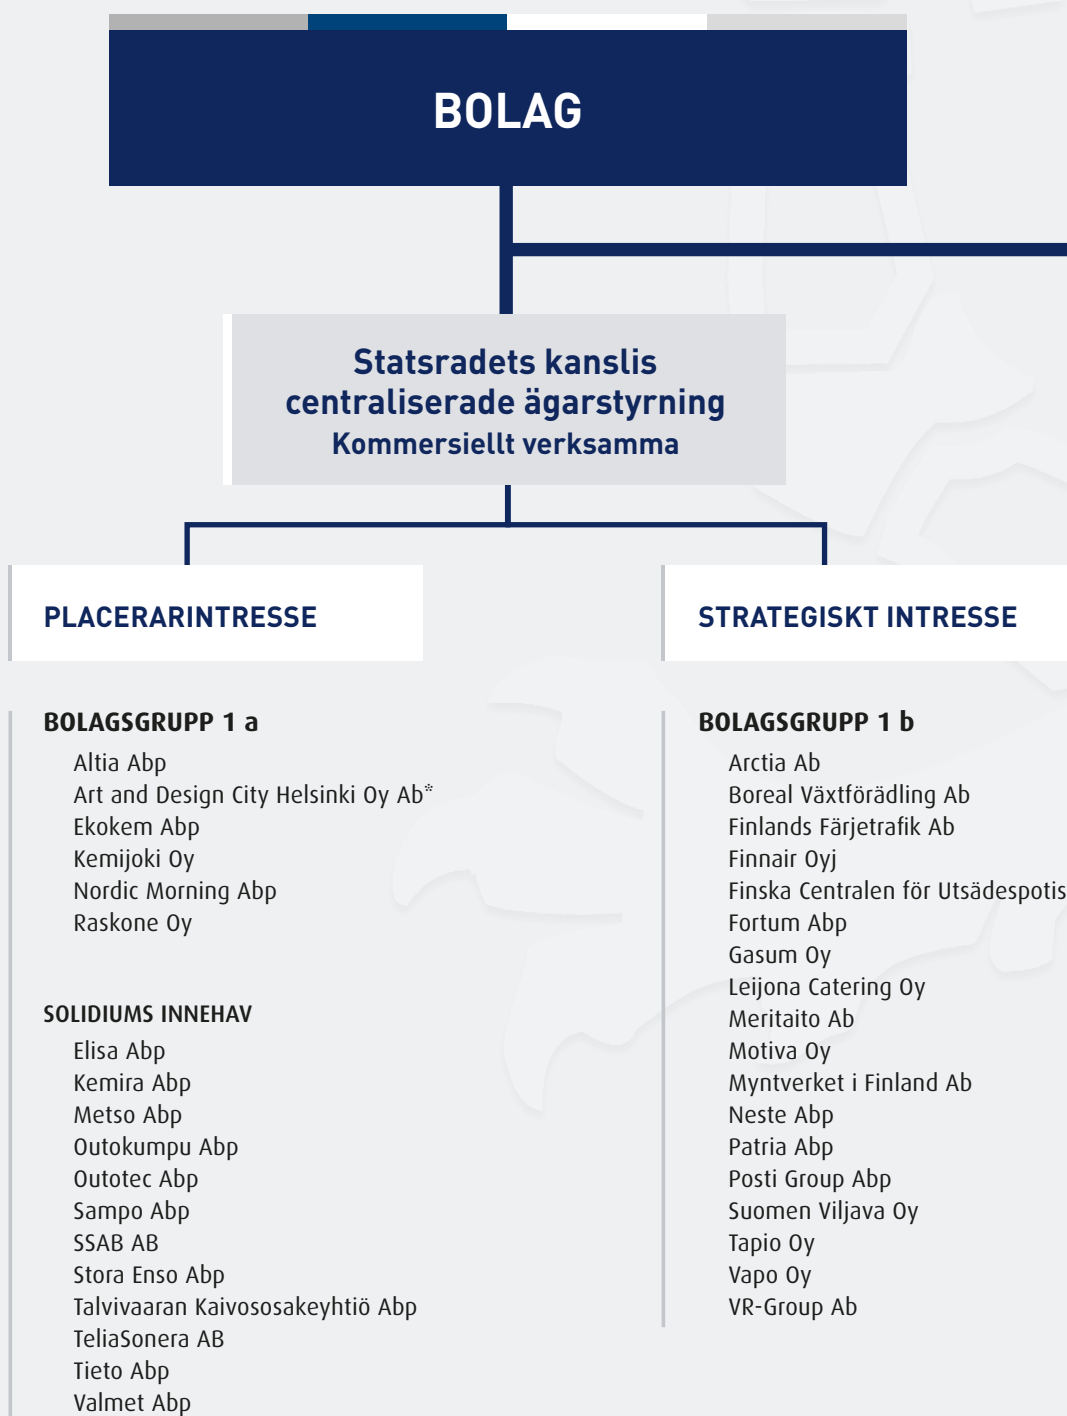 BOLAG
Statsradets kanslis
centraliserade ägarstyrning
Kommersiellt verksamma
PLACERARINTRESSE
BOLAGSGRUPP 1 a
Altia Abp
Art and Design City Helsinki Oy Ab*
Ekokem Abp
Kemijoki Oy
Nordic Morning Abp
Raskone Oy
SOLIDIUMS INNEHAV
Elisa Abp
Kemira Abp
Metso Abp
Outokumpu Abp
Outotec Abp
Sampo Abp
SSAB AB
Stora Enso Abp
Talvivaaran Kaivososakeyhtiö Abp
TeliaSonera AB
Tieto Abp
Valmet Abp
STRATEGISKT INTRESSE
BOLAGSGRUPP 1 b
Arctia Ab
Boreal Växtförädling Ab
Finlands Färjetrafik Ab
Finnair Oyj
Finska Centralen för Utsädespotis
Fortum Abp
Gasum Oy
Leijona Catering Oy
Meritaito Ab
Motiva Oy
Myntverket i Finland Ab
Neste Abp
Patria Abp
Posti Group Abp
Suomen Viljava Oy
Tapio Oy
Vapo Oy
VR-Group Ab